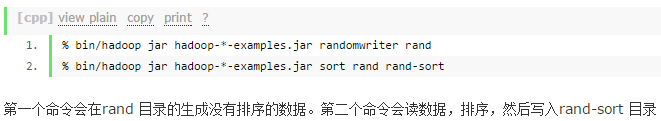 [cpp] view plain copy print ?
1. % bin/hadoop jar hadoop-*-examples.jar randomwriter rand
2. % bin/hadoop jar hadoop-*-examples.jar sort rand rand-sort
第一个命令会在rand 目录的生成没有排序的数据。第二个命令会读数据，排序，然后写入rand-sort 目录